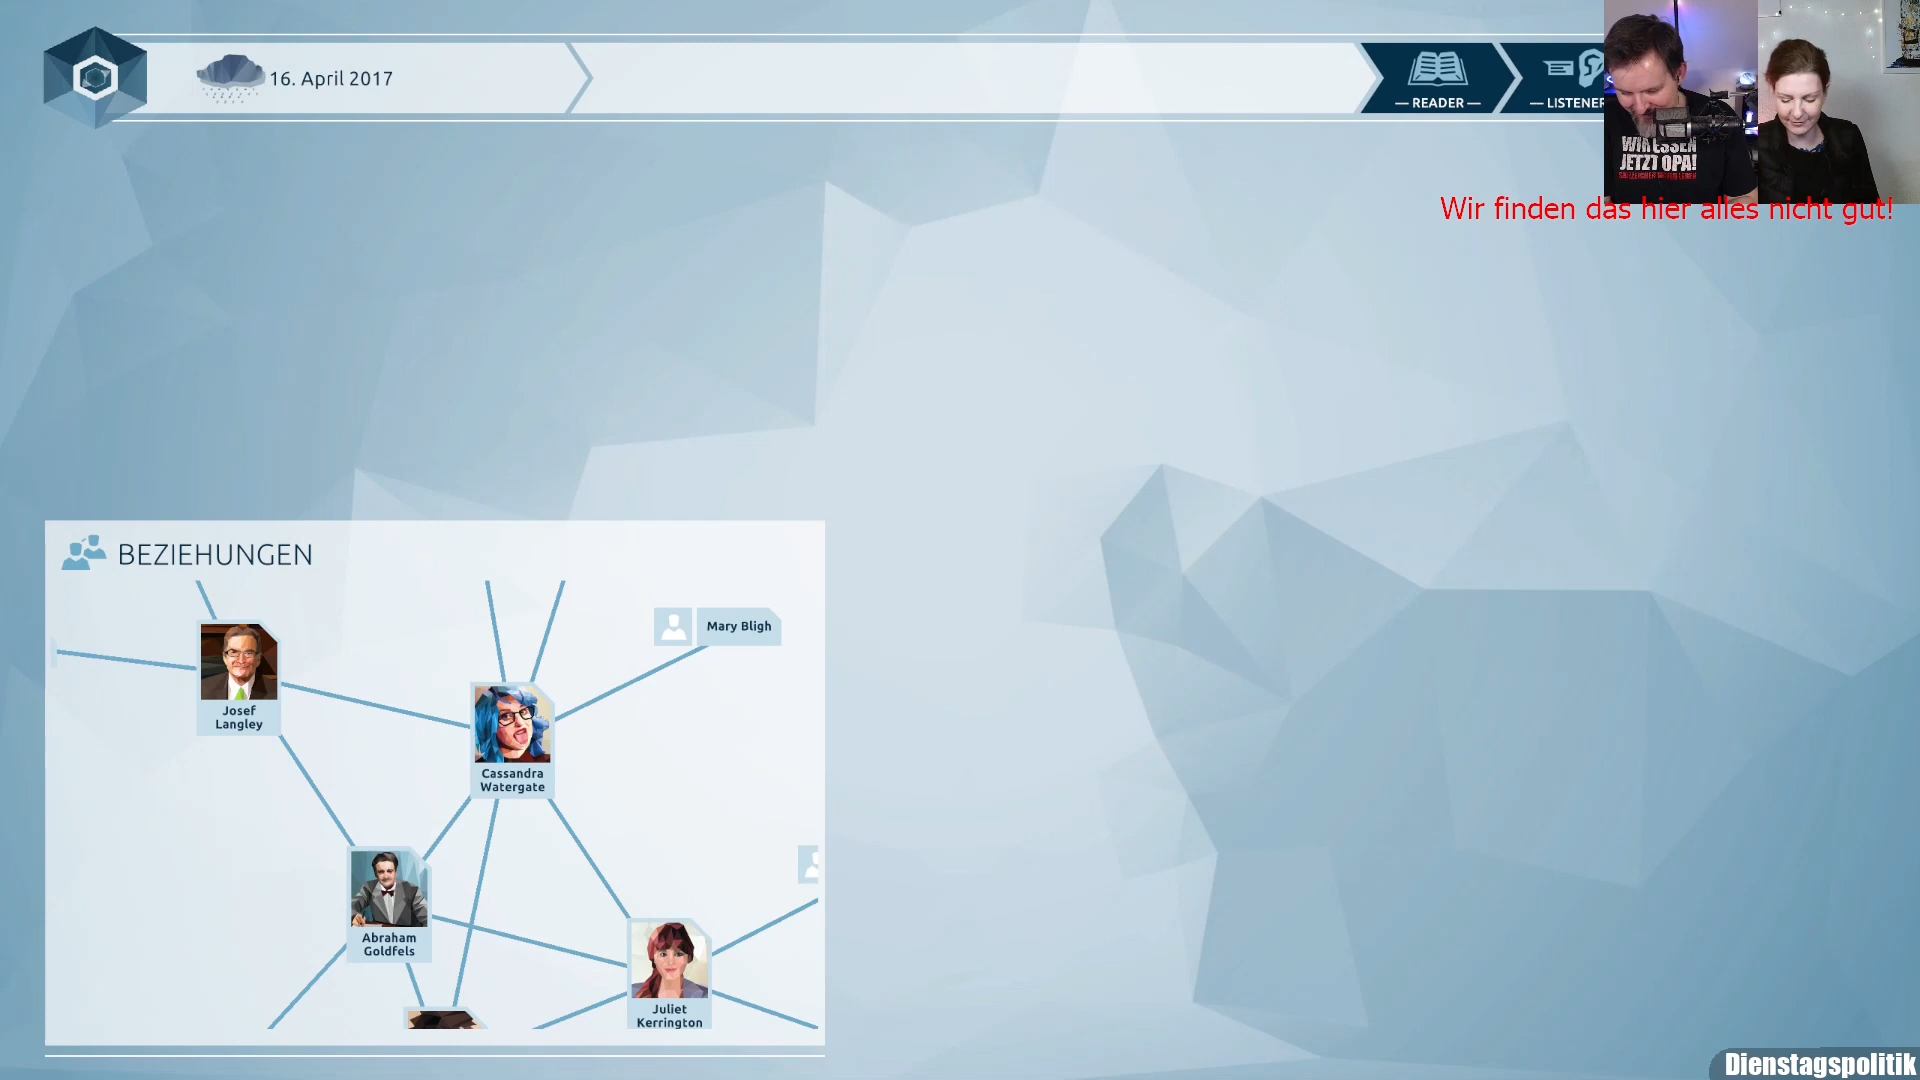 16. April 2017
— READER —
— LISTENER
WIR ESSEN
JETZT OPA!
Wir finden das hier alles nicht gut!
BEZIEHUNGEN
Mary Bligh
Josef
Langley
Cassandra
Watergate
Abraham
Goldfels
Juliet
Kerrington
Dienstagspolitik